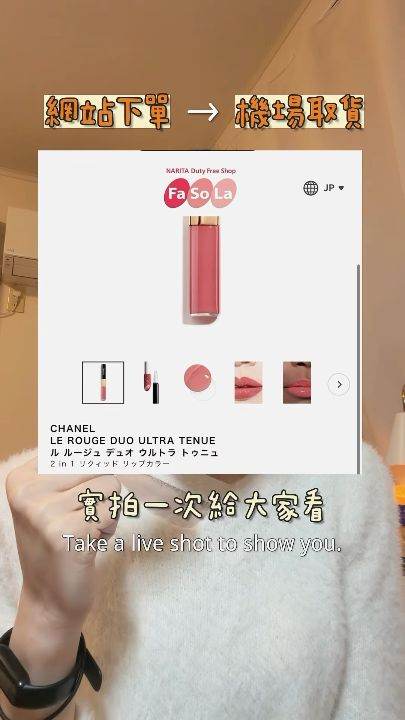 網站下單 → 機場取貨
NARITA Duty Free Shop
Fa So La
JP
CHANEL
LE ROUGE DUO ULTRA TENUE
ル ルージュ デュオ ウルトラ トゥニュ
2 in 1 リクィッド リップカラー
實拍一次給大家看
Take a live shot to show you.